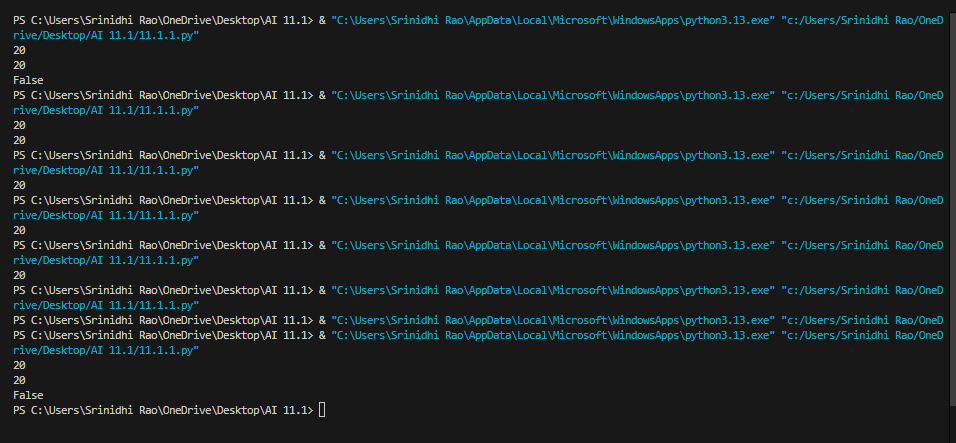 PS C:\Users\Srinidhi Rao\OneDrive\Desktop\AI 11.1> & "C:\Users\Srinidhi Rao\AppData\Local\Microsoft\WindowsApps\python3.13.exe" "c:/Users/Srinidhi Rao/OneD
rive/Desktop/AI 11.1/11.1.1.py"
20
20
False
PS C:\Users\Srinidhi Rao\OneDrive\Desktop\AI 11.1> & "C:\Users\Srinidhi Rao\AppData\Local\Microsoft\WindowsApps\python3.13.exe" "c:/Users/Srinidhi Rao/OneD
rive/Desktop/AI 11.1/11.1.1.py"
20
20
PS C:\Users\Srinidhi Rao\OneDrive\Desktop\AI 11.1> & "C:\Users\Srinidhi Rao\AppData\Local\Microsoft\WindowsApps\python3.13.exe" "c:/Users/Srinidhi Rao/OneD
rive/Desktop/AI 11.1/11.1.1.py"
20
PS C:\Users\Srinidhi Rao\OneDrive\Desktop\AI 11.1> & "C:\Users\Srinidhi Rao\AppData\Local\Microsoft\WindowsApps\python3.13.exe" "c:/Users/Srinidhi Rao/OneD
rive/Desktop/AI 11.1/11.1.1.py"
20
PS C:\Users\Srinidhi Rao\OneDrive\Desktop\AI 11.1> & "C:\Users\Srinidhi Rao\AppData\Local\Microsoft\WindowsApps\python3.13.exe" "c:/Users/Srinidhi Rao/OneD
rive/Desktop/AI 11.1/11.1.1.py"
20
PS C:\Users\Srinidhi Rao\OneDrive\Desktop\AI 11.1> & "C:\Users\Srinidhi Rao\AppData\Local\Microsoft\WindowsApps\python3.13.exe" "c:/Users/Srinidhi Rao/OneD
rive/Desktop/AI 11.1/11.1.1.py"
PS C:\Users\Srinidhi Rao\OneDrive\Desktop\AI 11.1> & "C:\Users\Srinidhi Rao\AppData\Local\Microsoft\WindowsApps\python3.13.exe" "c:/Users/Srinidhi Rao/OneD
PS C:\Users\Srinidhi Rao\OneDrive\Desktop\AI 11.1> & "C:\Users\Srinidhi Rao\AppData\Local\Microsoft\WindowsApps\python3.13.exe" "c:/Users/Srinidhi Rao/OneD
rive/Desktop/AI 11.1/11.1.1.py"
20
20
False
PS C:\Users\Srinidhi Rao\OneDrive\Desktop\AI 11.1>